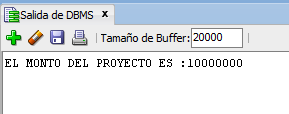 Salida de DBMS x
Tamaño de Buffer: 20000
EL MONTO DEL PROYECTO ES :10000000